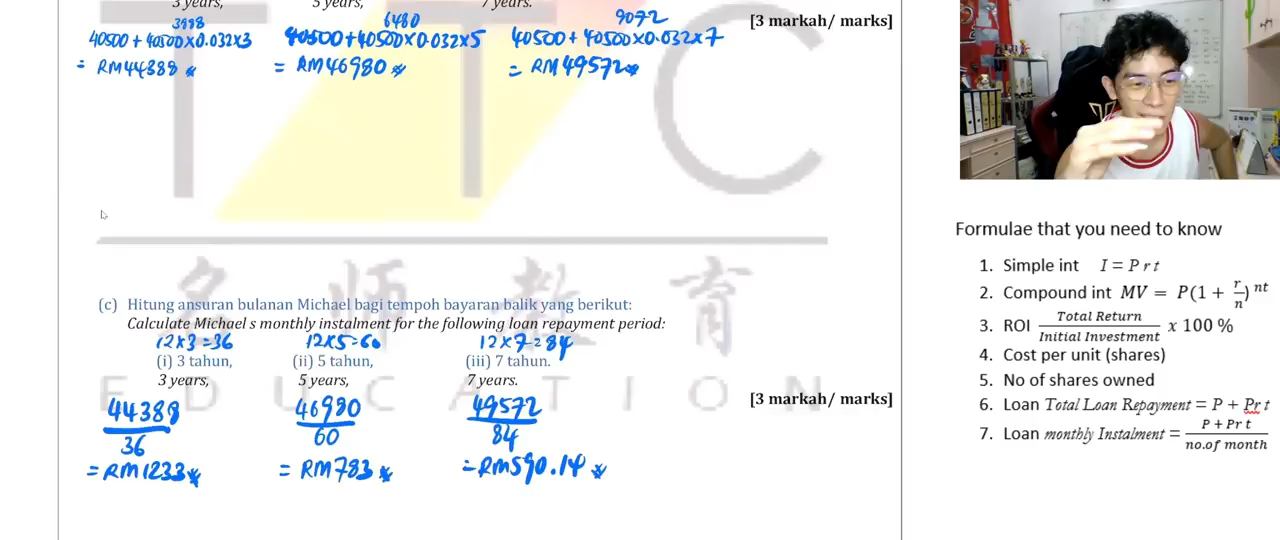 3 years,
5 years,
7 years.
3888
6480
9072
[3 markah/ marks]
40500 + 40500 × 0.032 × 3
40500 + 40500 × 0.032 × 5
40500 + 40500 × 0.032 × 7
= RM44388
= RM46980
= RM49572
TTC
名師教育
EDUCATION
(c) Hitung ansuran bulanan Michael bagi tempoh bayaran balik yang berikut:
Calculate Michael s monthly instalment for the following loan repayment period:
12×3=36
12×5=60
12×7=84
(i) 3 tahun,
(ii) 5 tahun,
(iii) 7 tahun.
3 years,
5 years,
7 years.
[3 markah/ marks]
44388
36
46980
60
49572
84
= RM1233
= RM783
= RM590.14
Formulae that you need to know
1. Simple int I = P r t
2. Compound int MV = P(1 + r/n)^nt
3. ROI Total Return / Initial Investment x 100 %
4. Cost per unit (shares)
5. No of shares owned
6. Loan Total Loan Repayment = P + Pr t
7. Loan monthly Instalment = P + Pr t / no.of month